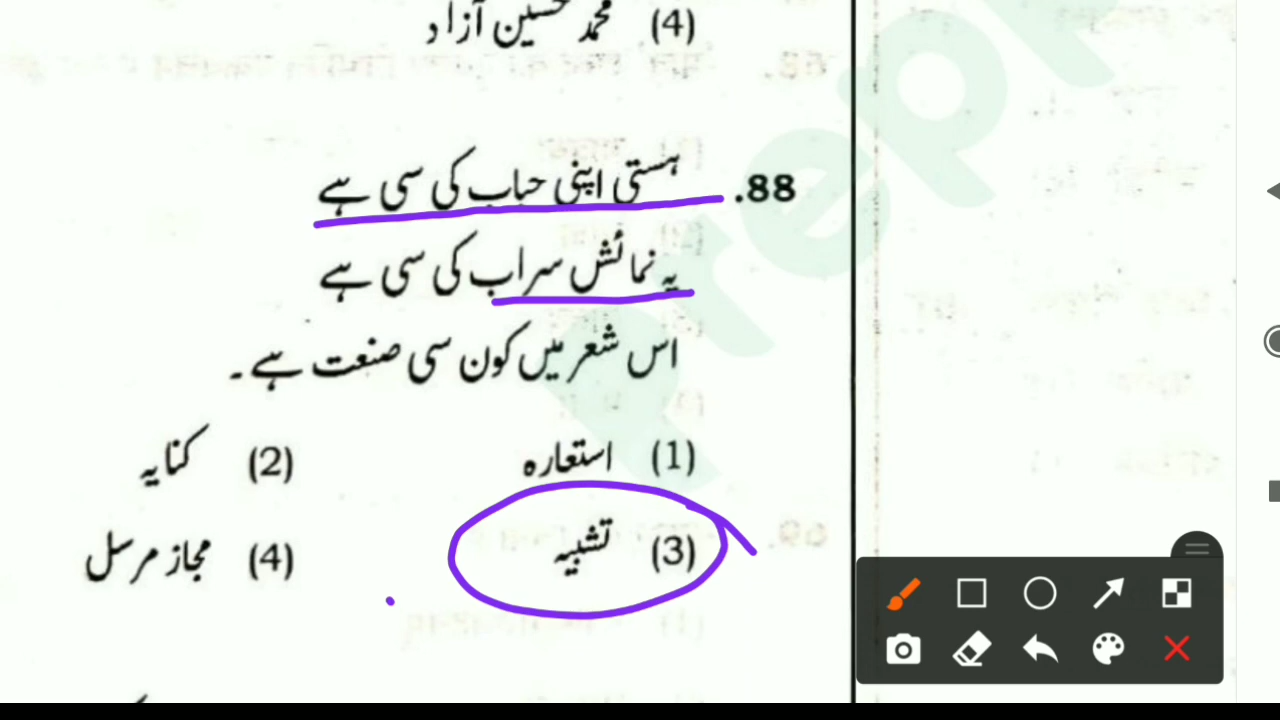 (4) محمد حسین آزاد
88. ہستی اپنی حباب کی سی ہے
یہ نمائش سراب کی سی ہے
اس شعر میں کون سی صنعت ہے۔
(1) استعارہ (2) کنایہ
(3) تشبیہ (4) مجاز مرسل
prepp